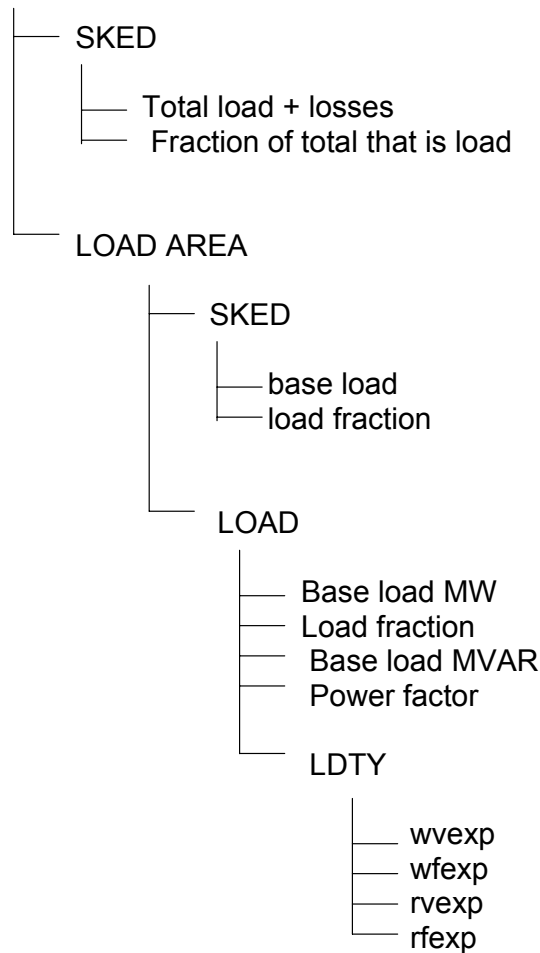 SKED
Total load + losses
Fraction of total that is load
LOAD AREA
SKED
base load
load fraction
LOAD
Base load MW
Load fraction
Base load MVAR
Power factor
LDTY
wvexp
wfexp
rvexp
rfexp